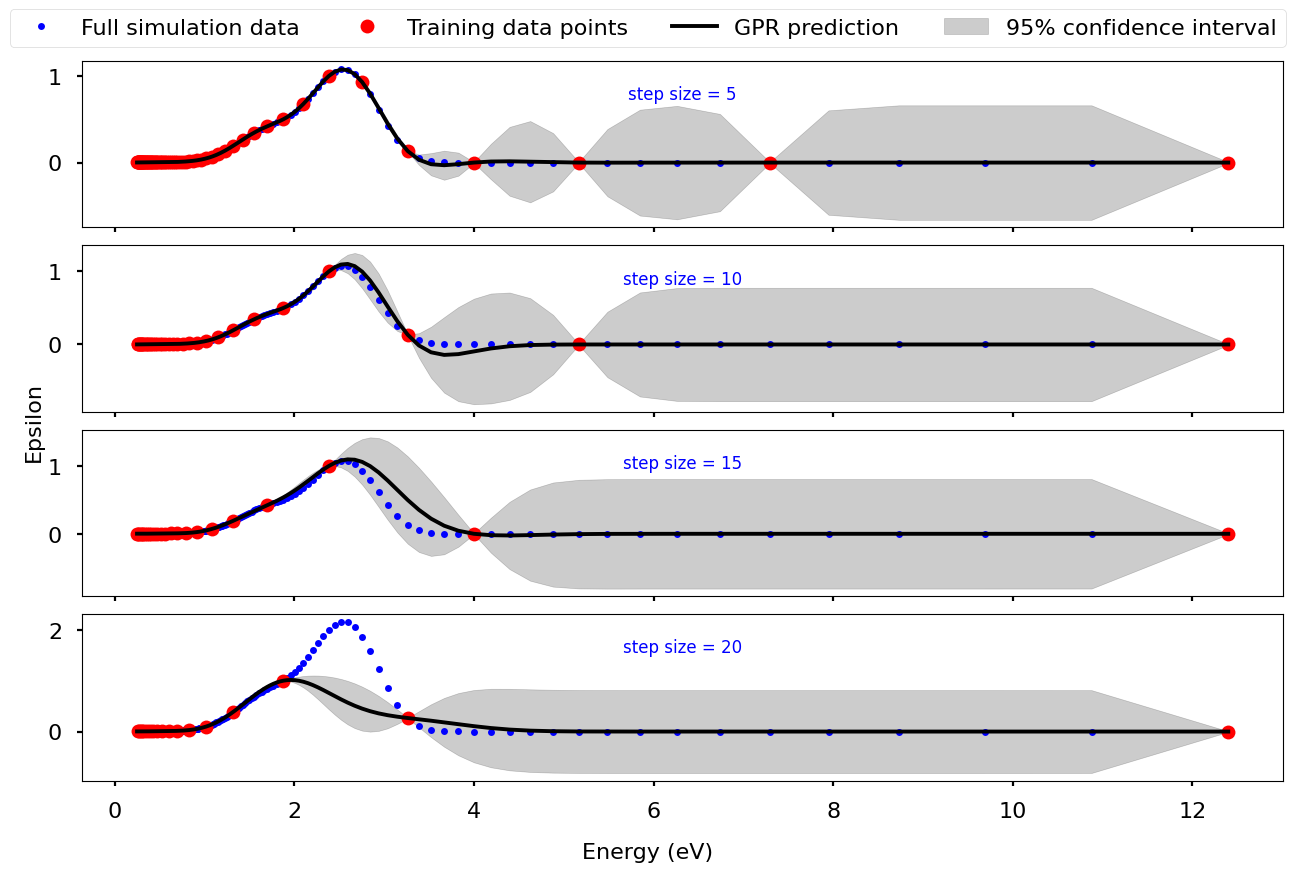 Full simulation data Training data points GPR prediction 95% confidence interval
1
step size = 5
0
1
step size = 10
0
Epsilon
1
step size = 15
0
2
step size = 20
1
0
0 2 4 6 8 10 12
Energy (eV)